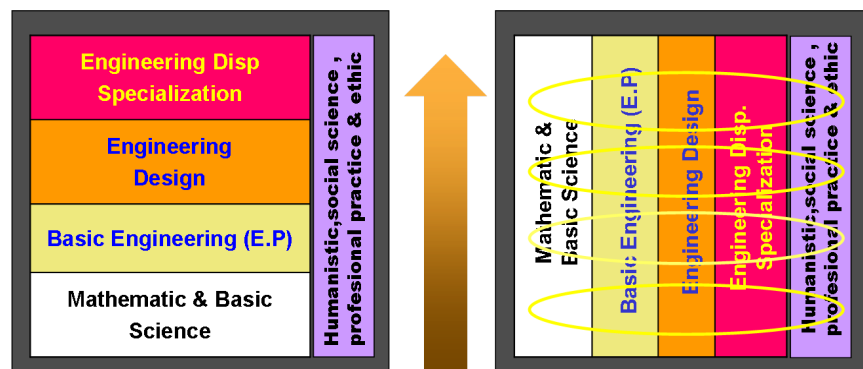 Engineering Disp
Specialization
Engineering
Design
Basic Engineering (E.P)
Mathematic & Basic
Science
Humanistic,social science ,
profesional practice & ethic
Mathematic &
Basic Science
Basic Engineering (E.P)
Engineering Design
Engineering Disp.
Specialization
Humanistic,social science ,
profesional practice & ethic